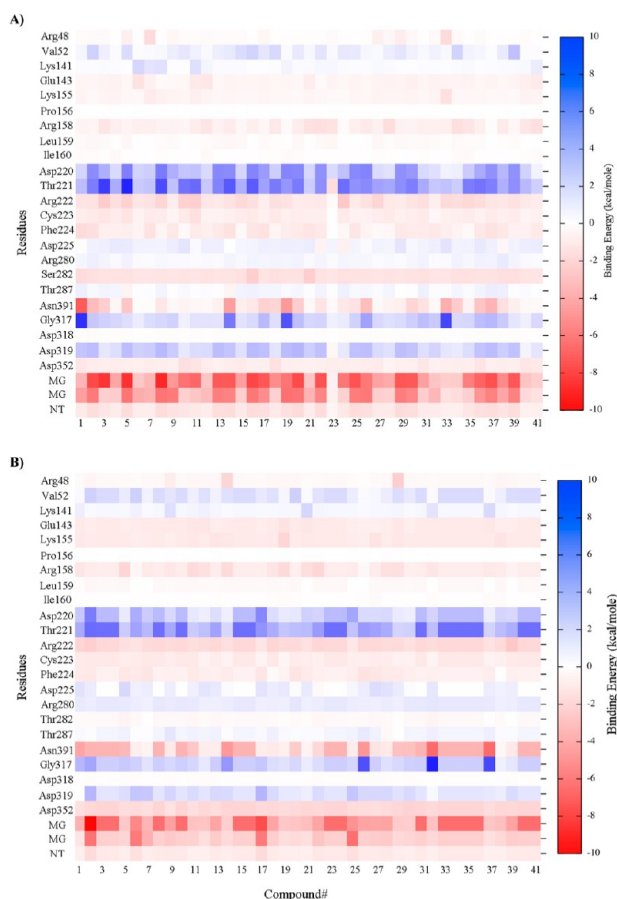 A)
Arg48
Val52
Lys141
Glu143
Lys155
Pro156
Arg158
Leu159
Ile160
Asp220
Thr221
Arg222
Cys223
Phe224
Asp225
Arg280
Ser282
Thr287
Asn391
Gly317
Asp318
Asp319
Asp352
MG
MG
NT
Residues
1 3 5 7 9 11 13 15 17 19 21 23 25 27 29 31 33 35 37 39 41
10
8
6
4
2
0
-2
-4
-6
-8
-10
Binding Energy (kcal/mole)
B)
Arg48
Val52
Lys141
Glu143
Lys155
Pro156
Arg158
Leu159
Ile160
Asp220
Thr221
Arg222
Cys223
Phe224
Asp225
Arg280
Thr282
Thr287
Asn391
Gly317
Asp318
Asp319
Asp352
MG
MG
NT
Residues
1 3 5 7 9 11 13 15 17 19 21 23 25 27 29 31 33 35 37 39 41
Compound#
10
8
6
4
2
0
-2
-4
-6
-8
-10
Binding Energy (kcal/mole)